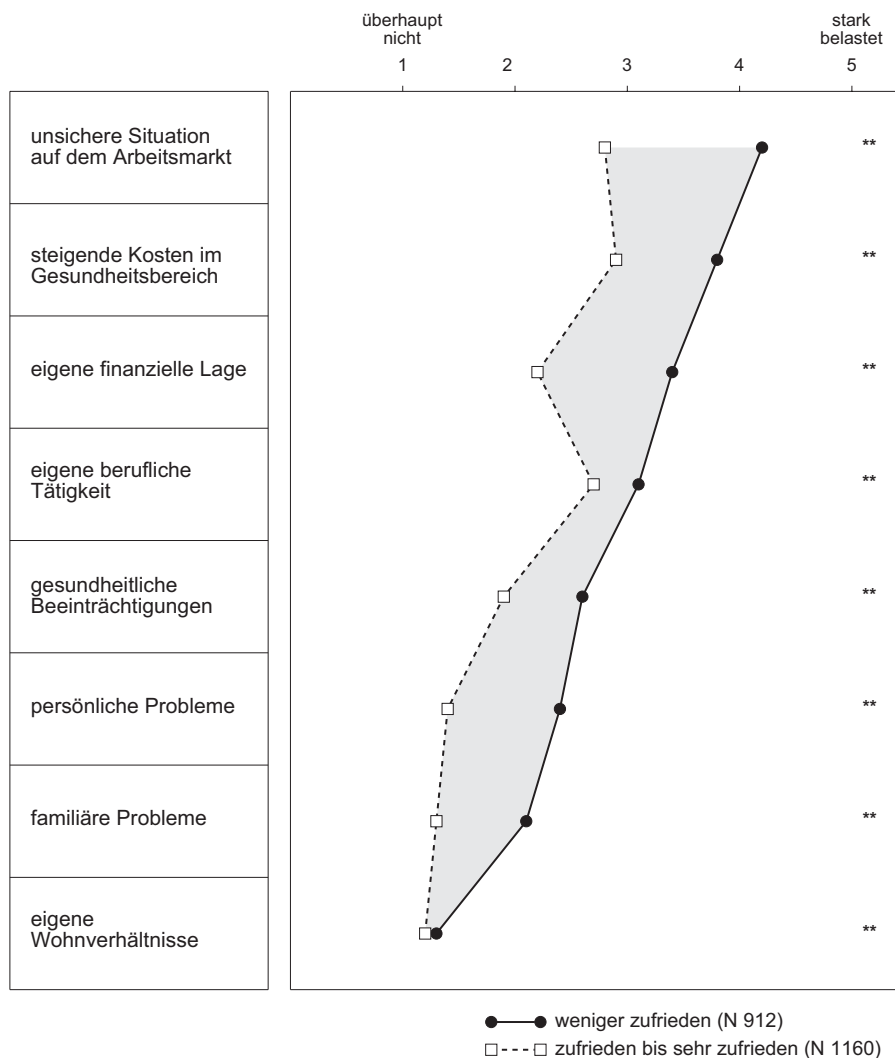 überhaupt
nicht
stark
belastet
1 2 3 4 5
unsichere Situation
auf dem Arbeitsmarkt
**
steigende Kosten im
Gesundheitsbereich
**
eigene finanzielle Lage
**
eigene berufliche
Tätigkeit
**
gesundheitliche
Beeinträchtigungen
**
persönliche Probleme
**
familiäre Probleme
**
eigene
Wohnverhältnisse
**
weniger zufrieden (N 912)
zufrieden bis sehr zufrieden (N 1160)